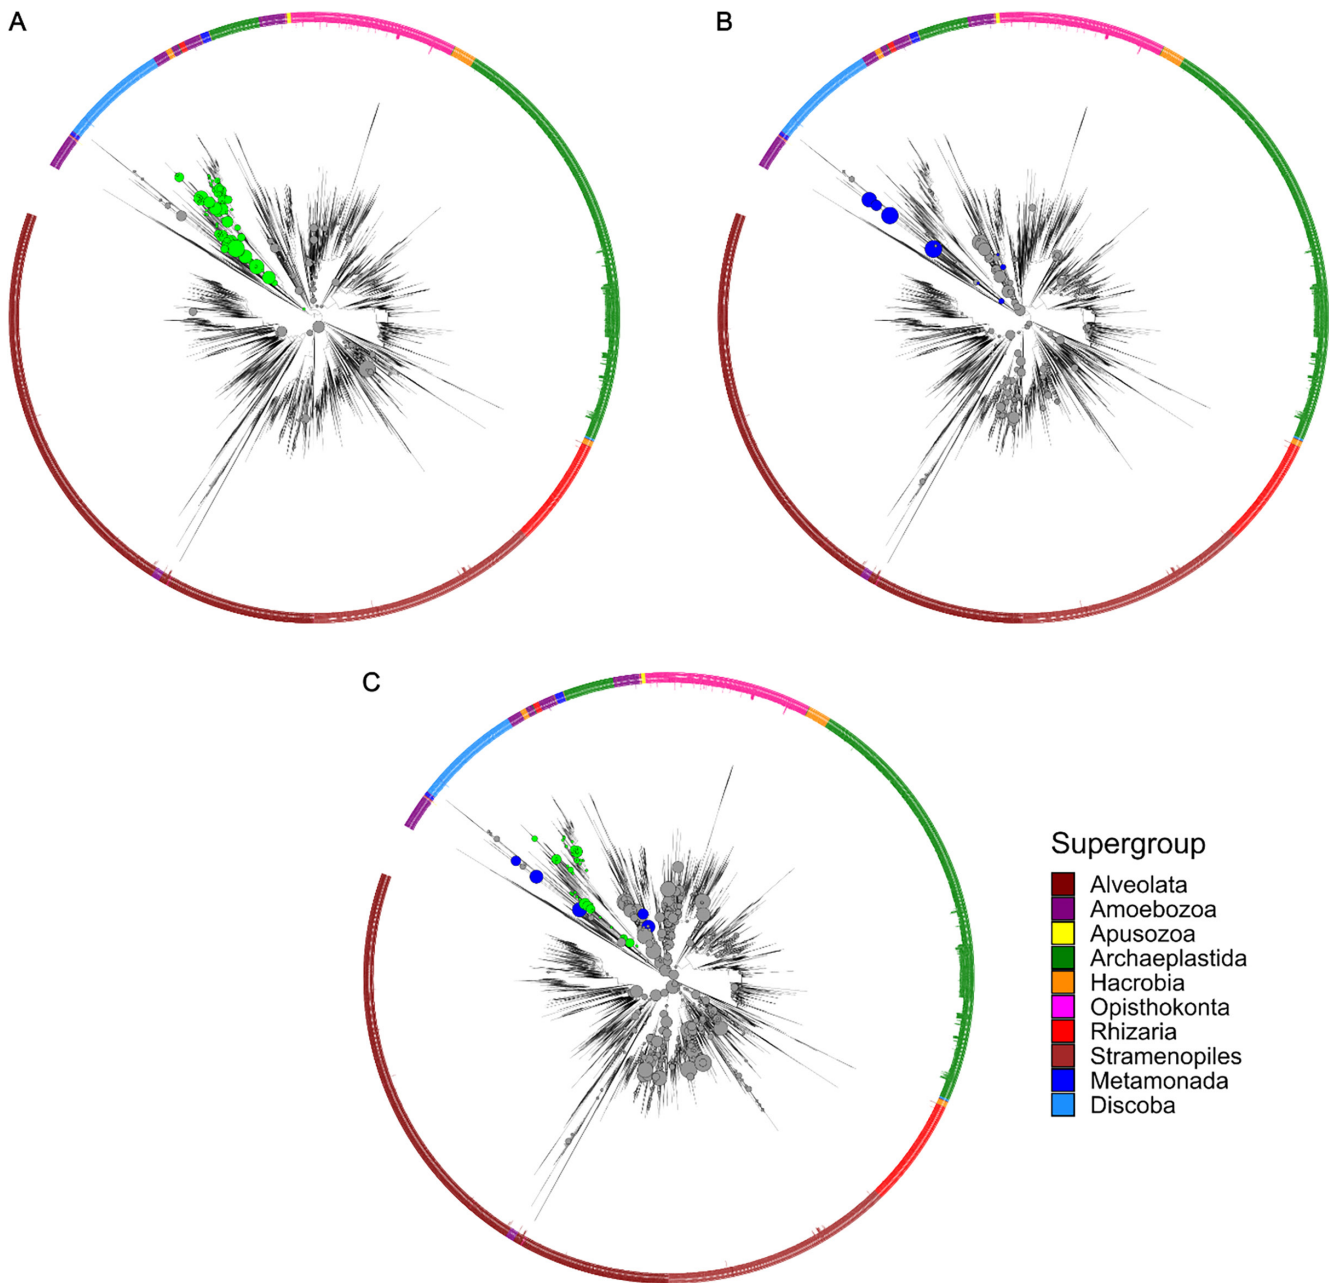 A
B
C
Supergroup
Alveolata
Amoebozoa
Apusozoa
Archaeplastida
Hacrobia
Opisthokonta
Rhizaria
Stramenopiles
Metamonada
Discoba